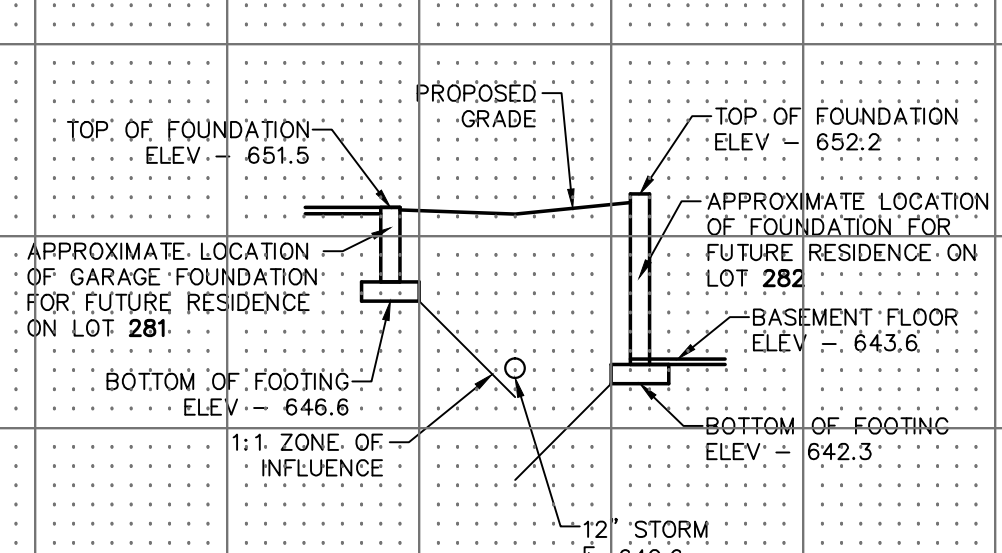 PROPOSED
GRADE
TOP OF FOUNDATION
ELEV – 651.5
TOP OF FOUNDATION
ELEV – 652.2
APPROXIMATE LOCATION
OF GARAGE FOUNDATION
FOR FUTURE RESIDENCE
ON LOT 281
APPROXIMATE LOCATION
OF FOUNDATION FOR
FUTURE RESIDENCE ON
LOT 282
BASEMENT FLOOR
ELEV – 643.6
BOTTOM OF FOOTING
ELEV – 646.6
BOTTOM OF FOOTING
ELEV – 642.3
1:1 ZONE OF
INFLUENCE
12" STORM